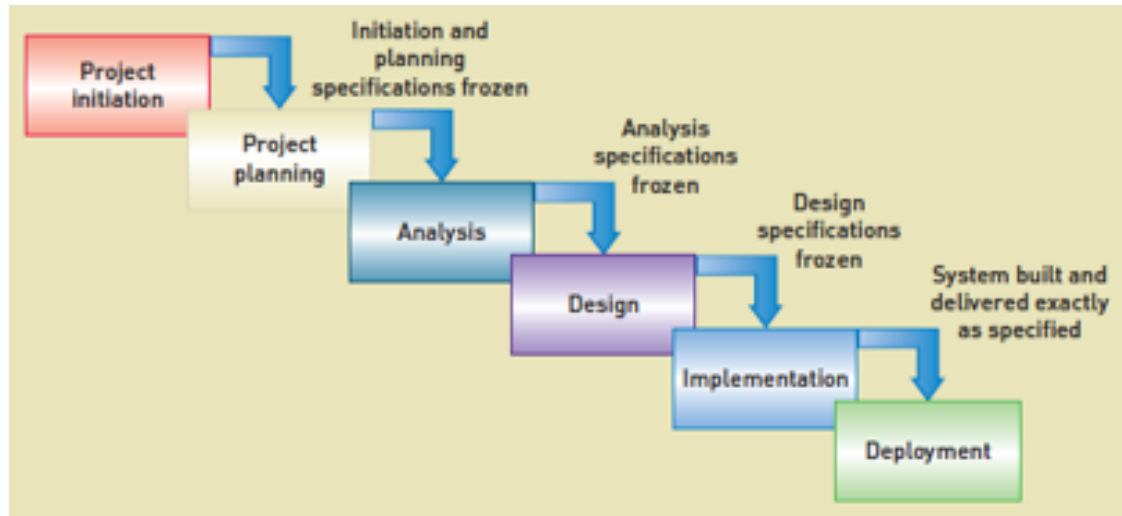 Project
initiation
Initiation and
planning
specifications frozen
Project
planning
Analysis
specifications
frozen
Analysis
Design
specifications
frozen
Design
System built and
delivered exactly
as specified
Implementation
Deployment